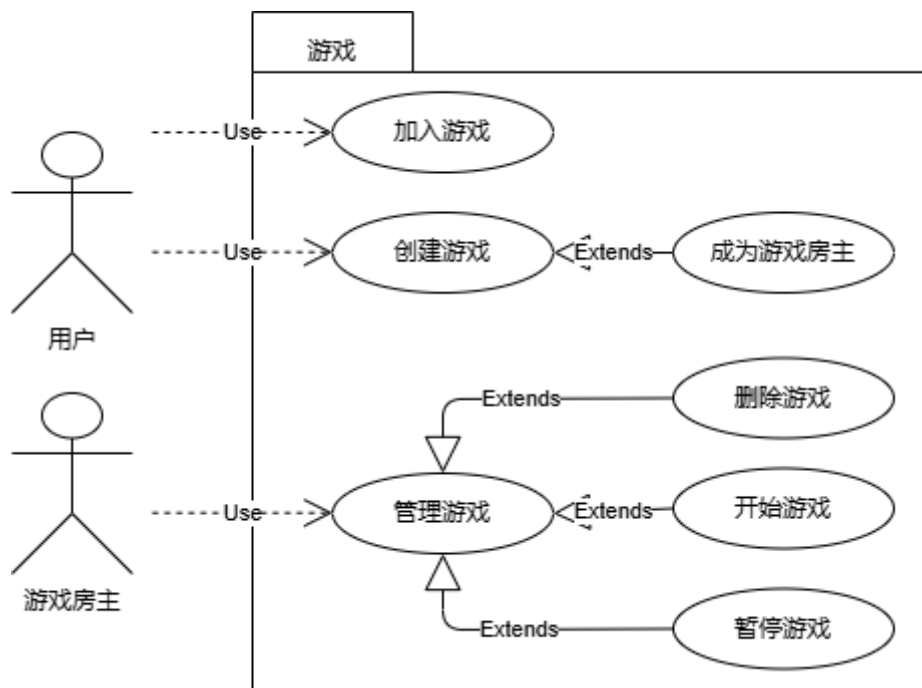 游戏
Use
加入游戏
Use
创建游戏
Extends
成为游戏房主
用户
Extends
删除游戏
Use
管理游戏
Extends
开始游戏
游戏房主
Extends
暂停游戏